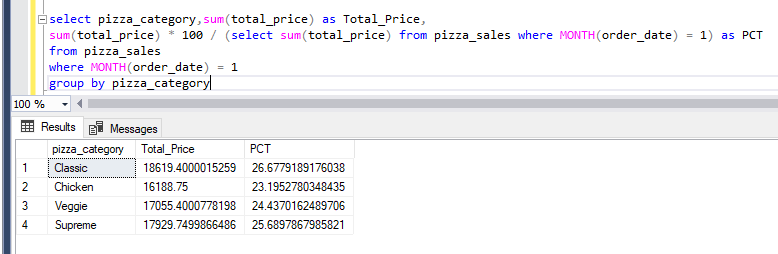 select pizza_category,sum(total_price) as Total_Price,
sum(total_price) * 100 / (select sum(total_price) from pizza_sales where MONTH(order_date) = 1) as PCT
from pizza_sales
where MONTH(order_date) = 1
group by pizza_category
100 %
Results Messages
pizza_category Total_Price PCT
1 Classic 18619.4000015259 26.6779189176038
2 Chicken 16188.75 23.1952780348435
3 Veggie 17055.4000778198 24.4370162489706
4 Supreme 17929.7499866486 25.6897867985821